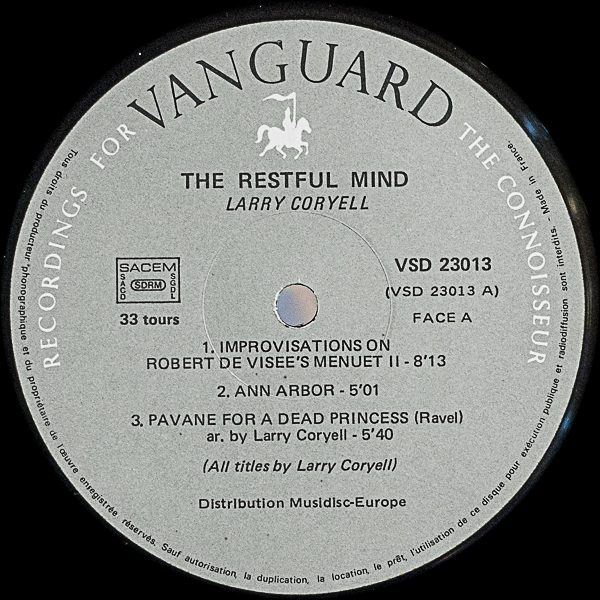 VANGUARD
RECORDINGS FOR THE CONNOISSEUR
THE RESTFUL MIND
LARRY CORYELL
SACEM
SACD
SDRM
SGDL
33 tours
VSD 23013
(VSD 23013 A)
FACE A
1. IMPROVISATIONS ON
ROBERT DE VISEE'S MENUET II - 8'13
2. ANN ARBOR - 5'01
3. PAVANE FOR A DEAD PRINCESS (Ravel)
ar. by Larry Coryell - 5'40
(All titles by Larry Coryell)
Distribution Musidisc-Europe
Tous droits du producteur phonographique et du propriétaire de l'œuvre enregistrée réservés. Sauf autorisation, la duplication, la location, le prêt, l'utilisation de ce disque pour exécution publique et radiodiffusion sont interdits. - Made in France.